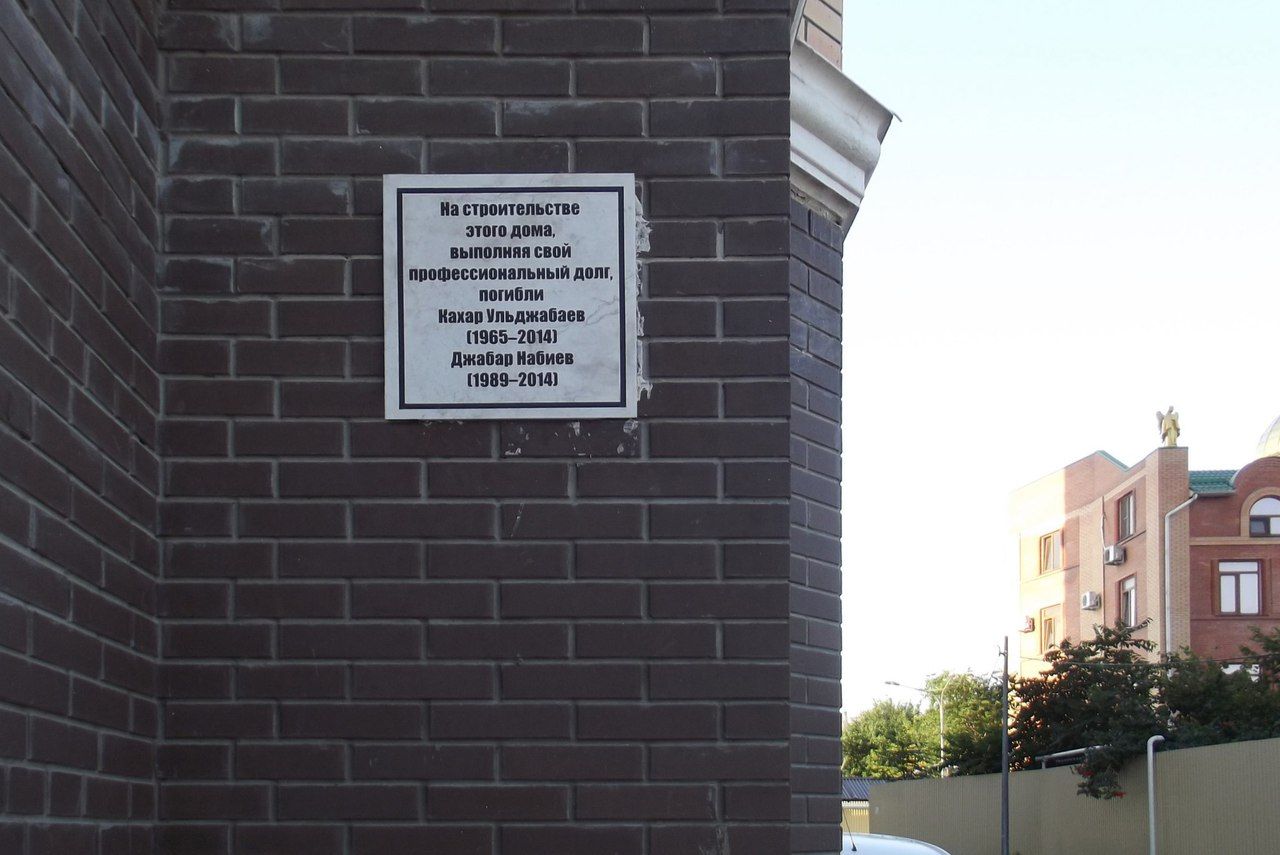 На строительстве
этого дома,
выполняя свой
профессиональный долг,
погибли
Кахар Ульджабаев
(1965–2014)
Джабар Набиев
(1989–2014)